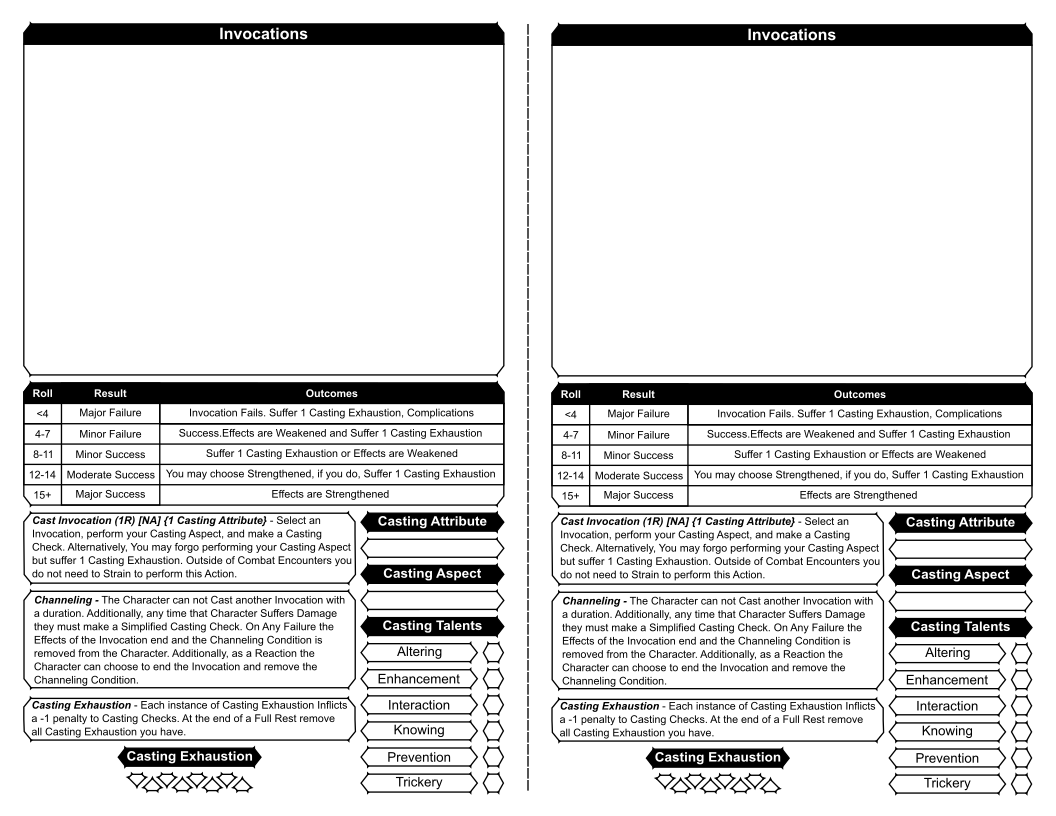 Invocations
Roll Result Outcomes
<4 Major Failure Invocation Fails. Suffer 1 Casting Exhaustion, Complications
4-7 Minor Failure Success.Effects are Weakened and Suffer 1 Casting Exhaustion
8-11 Minor Success Suffer 1 Casting Exhaustion or Effects are Weakened
12-14 Moderate Success You may choose Strengthened, if you do, Suffer 1 Casting Exhaustion
15+ Major Success Effects are Strengthened
Cast Invocation (1R) [NA] {1 Casting Attribute} - Select an
Invocation, perform your Casting Aspect, and make a Casting
Check. Alternatively, You may forgo performing your Casting Aspect
but suffer 1 Casting Exhaustion. Outside of Combat Encounters you
do not need to Strain to perform this Action.
Channeling - The Character can not Cast another Invocation with
a duration. Additionally, any time that Character Suffers Damage
they must make a Simplified Casting Check. On Any Failure the
Effects of the Invocation end and the Channeling Condition is
removed from the Character. Additionally, as a Reaction the
Character can choose to end the Invocation and remove the
Channeling Condition.
Casting Exhaustion - Each instance of Casting Exhaustion Inflicts
a -1 penalty to Casting Checks. At the end of a Full Rest remove
all Casting Exhaustion you have.
Casting Exhaustion
Casting Attribute
Casting Aspect
Casting Talents
Altering
Enhancement
Interaction
Knowing
Prevention
Trickery
Invocations
Roll Result Outcomes
<4 Major Failure Invocation Fails. Suffer 1 Casting Exhaustion, Complications
4-7 Minor Failure Success.Effects are Weakened and Suffer 1 Casting Exhaustion
8-11 Minor Success Suffer 1 Casting Exhaustion or Effects are Weakened
12-14 Moderate Success You may choose Strengthened, if you do, Suffer 1 Casting Exhaustion
15+ Major Success Effects are Strengthened
Cast Invocation (1R) [NA] {1 Casting Attribute} - Select an
Invocation, perform your Casting Aspect, and make a Casting
Check. Alternatively, You may forgo performing your Casting Aspect
but suffer 1 Casting Exhaustion. Outside of Combat Encounters you
do not need to Strain to perform this Action.
Channeling - The Character can not Cast another Invocation with
a duration. Additionally, any time that Character Suffers Damage
they must make a Simplified Casting Check. On Any Failure the
Effects of the Invocation end and the Channeling Condition is
removed from the Character. Additionally, as a Reaction the
Character can choose to end the Invocation and remove the
Channeling Condition.
Casting Exhaustion - Each instance of Casting Exhaustion Inflicts
a -1 penalty to Casting Checks. At the end of a Full Rest remove
all Casting Exhaustion you have.
Casting Exhaustion
Casting Attribute
Casting Aspect
Casting Talents
Altering
Enhancement
Interaction
Knowing
Prevention
Trickery